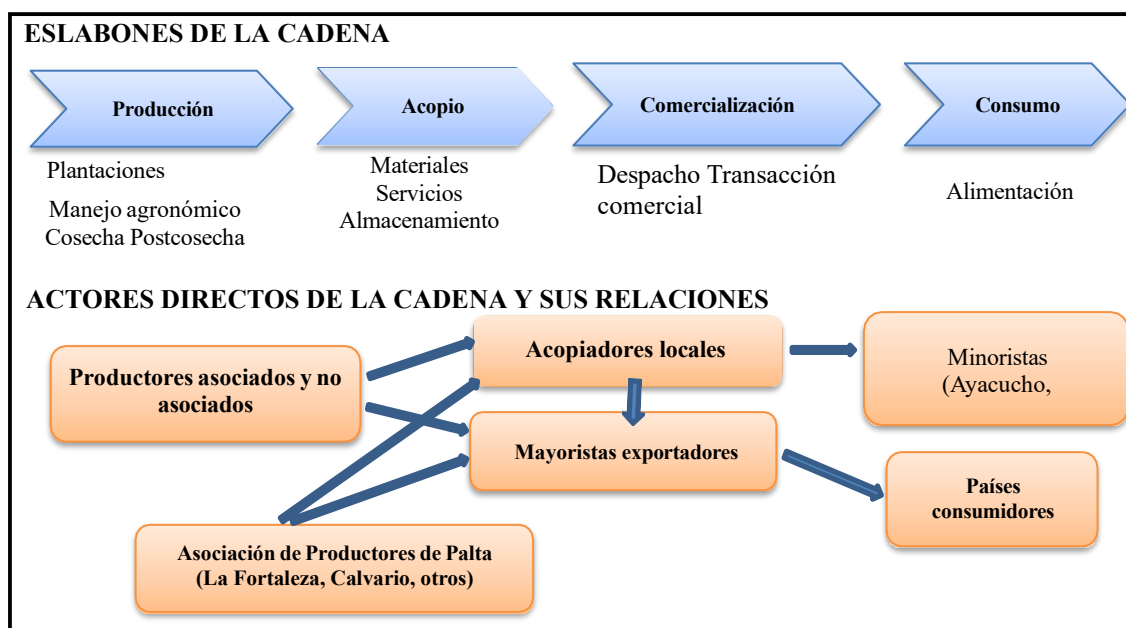 ESLABONES DE LA CADENA
Producción
Acopio
Comercialización
Consumo
Plantaciones
Manejo agronómico
Cosecha Postcosecha
Materiales
Servicios
Almacenamiento
Despacho Transacción
comercial
Alimentación
ACTORES DIRECTOS DE LA CADENA Y SUS RELACIONES
Productores asociados y no
asociados
Acopiadores locales
Minoristas
(Ayacucho,
Mayoristas exportadores
Países
consumidores
Asociación de Productores de Palta
(La Fortaleza, Calvario, otros)